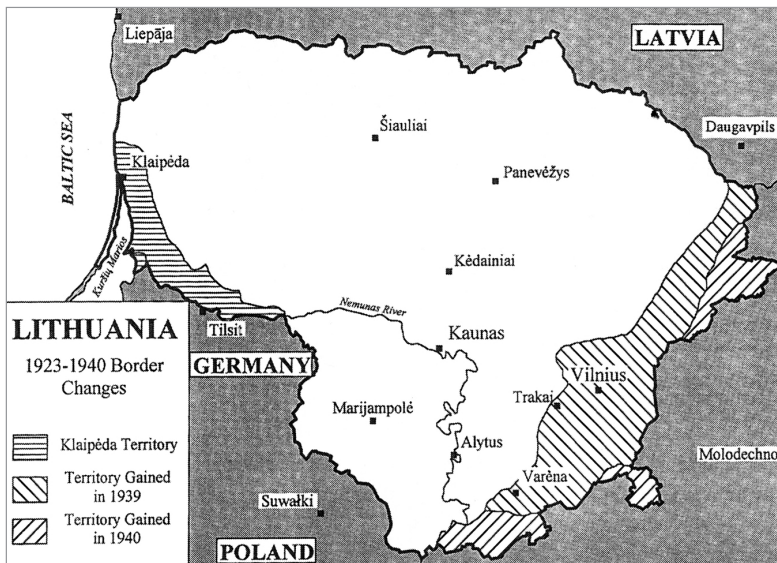 Liepāja
LATVIA
Šiauliai
Daugavpils
BALTIC SEA
Klaipėda
Panevėžys
Kuršių Marios
Kėdainiai
Nemunas River
Tilsit
Kaunas
GERMANY
Vilnius
Trakai
Marijampolė
Alytus
Molodechno
Varėna
Suwałki
POLAND
LITHUANIA
1923-1940 Border
Changes
Klaipėda Territory
Territory Gained
in 1939
Territory Gained
in 1940